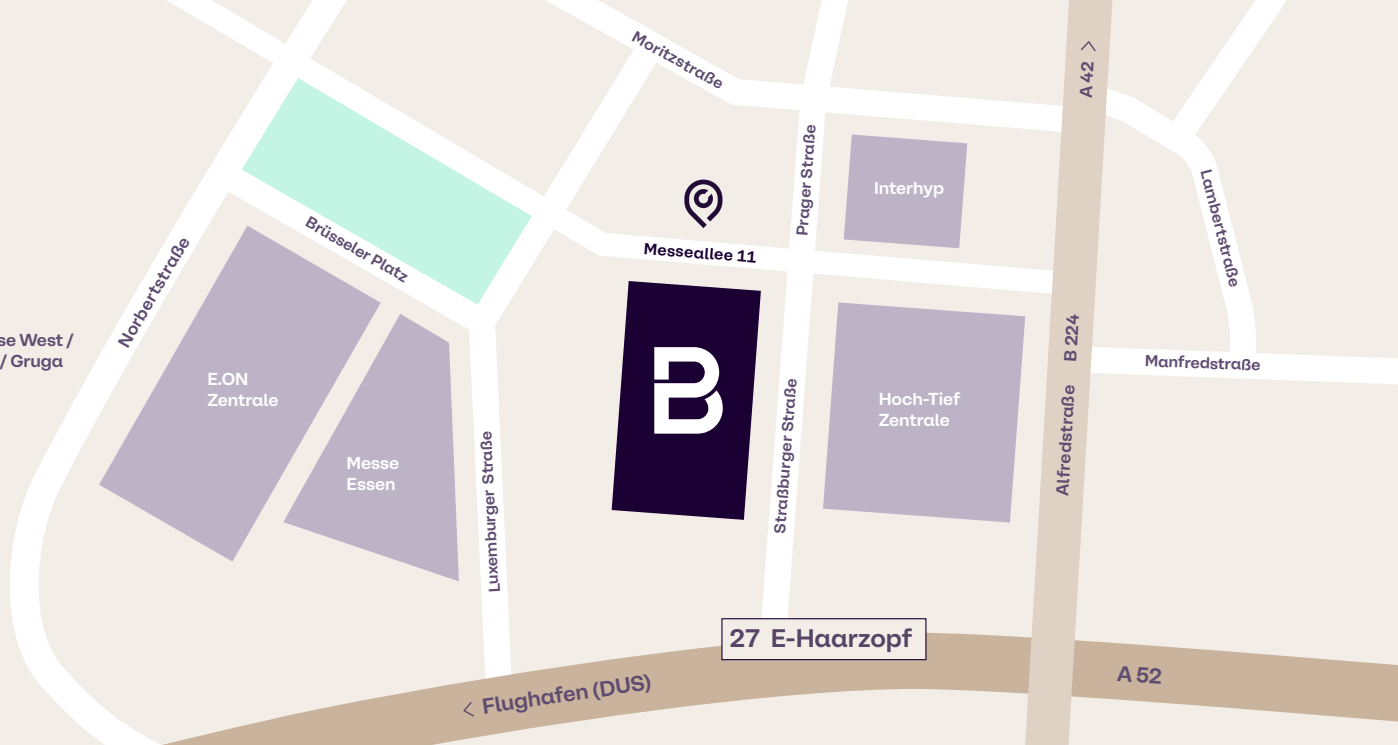 Moritzstraße
A 42
Prager Straße
Interhyp
Lambertstraße
Brüsseler Platz
Norbertstraße
Messeallee 11
se West /
/ Gruga
E.ON
Zentrale
B
Hoch-Tief
Zentrale
B 224
Manfredstraße
Alfredstraße
Messe
Essen
Luxemburger Straße
Straßburger Straße
27 E-Haarzopf
< Flughafen (DUS)
A 52